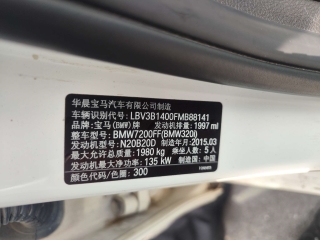 华晨宝马汽车有限公司制造
车辆识别代号: LBV3B1400FMB88141
品牌:宝马(BMW)牌 发动机排量: 1997 ml
整车型号: BMW7200FF(BMW320i)
发动机型号: N20B20D 制造年月: 2015.03
最大允许总质量: 1980 kg 乘坐人数: 5 人
发动机最大净功率: 135 kW 制造国: 中国
颜色代码/色圈: 300